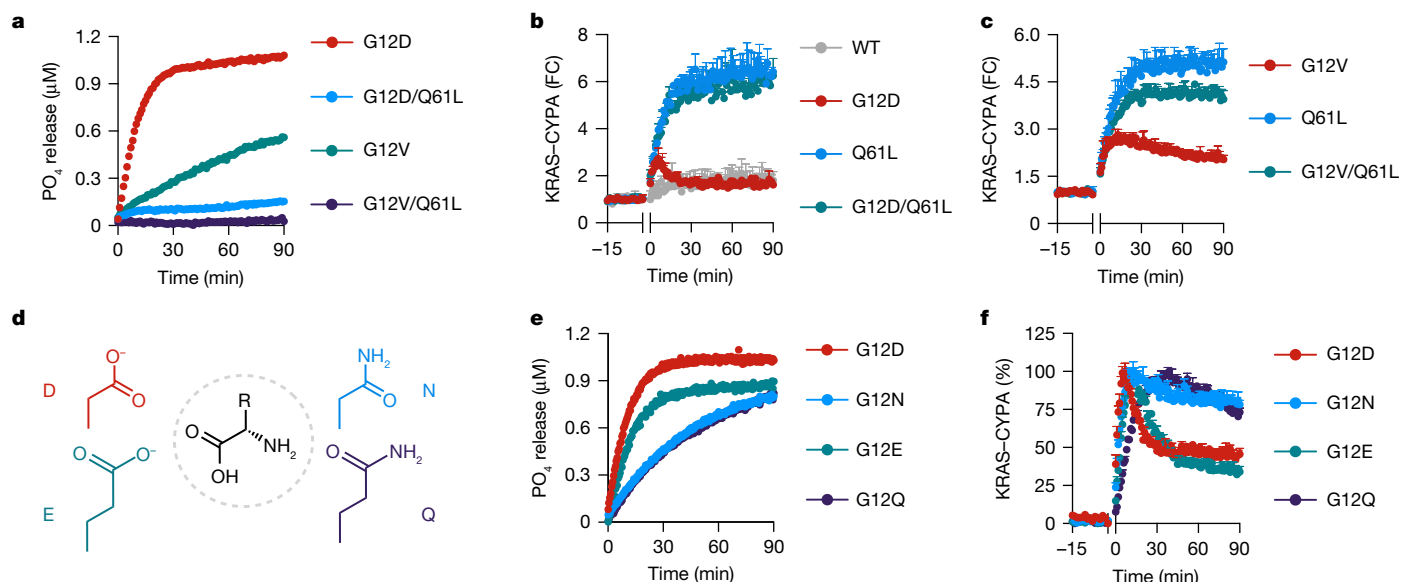 a
1.2
0.9
0.6
0.3
0
PO4 release (µM)
0 30 60 90
Time (min)
G12D
G12D/Q61L
G12V
G12V/Q61L
b
8
6
4
2
0
KRAS–CYPA (FC)
−15 0 30 60 90
Time (min)
WT
G12D
Q61L
G12D/Q61L
c
6.0
4.5
3.0
1.5
0
KRAS–CYPA (FC)
−15 0 30 60 90
Time (min)
G12V
Q61L
G12V/Q61L
d
D
O−
O
E
O
O−
R
O
NH2
OH
NH2
O
N
O
NH2
Q
e
1.2
0.9
0.6
0.3
0
PO4 release (µM)
0 30 60 90
Time (min)
G12D
G12N
G12E
G12Q
f
125
100
75
50
25
0
KRAS–CYPA (%)
−15 0 30 60 90
Time (min)
G12D
G12N
G12E
G12Q